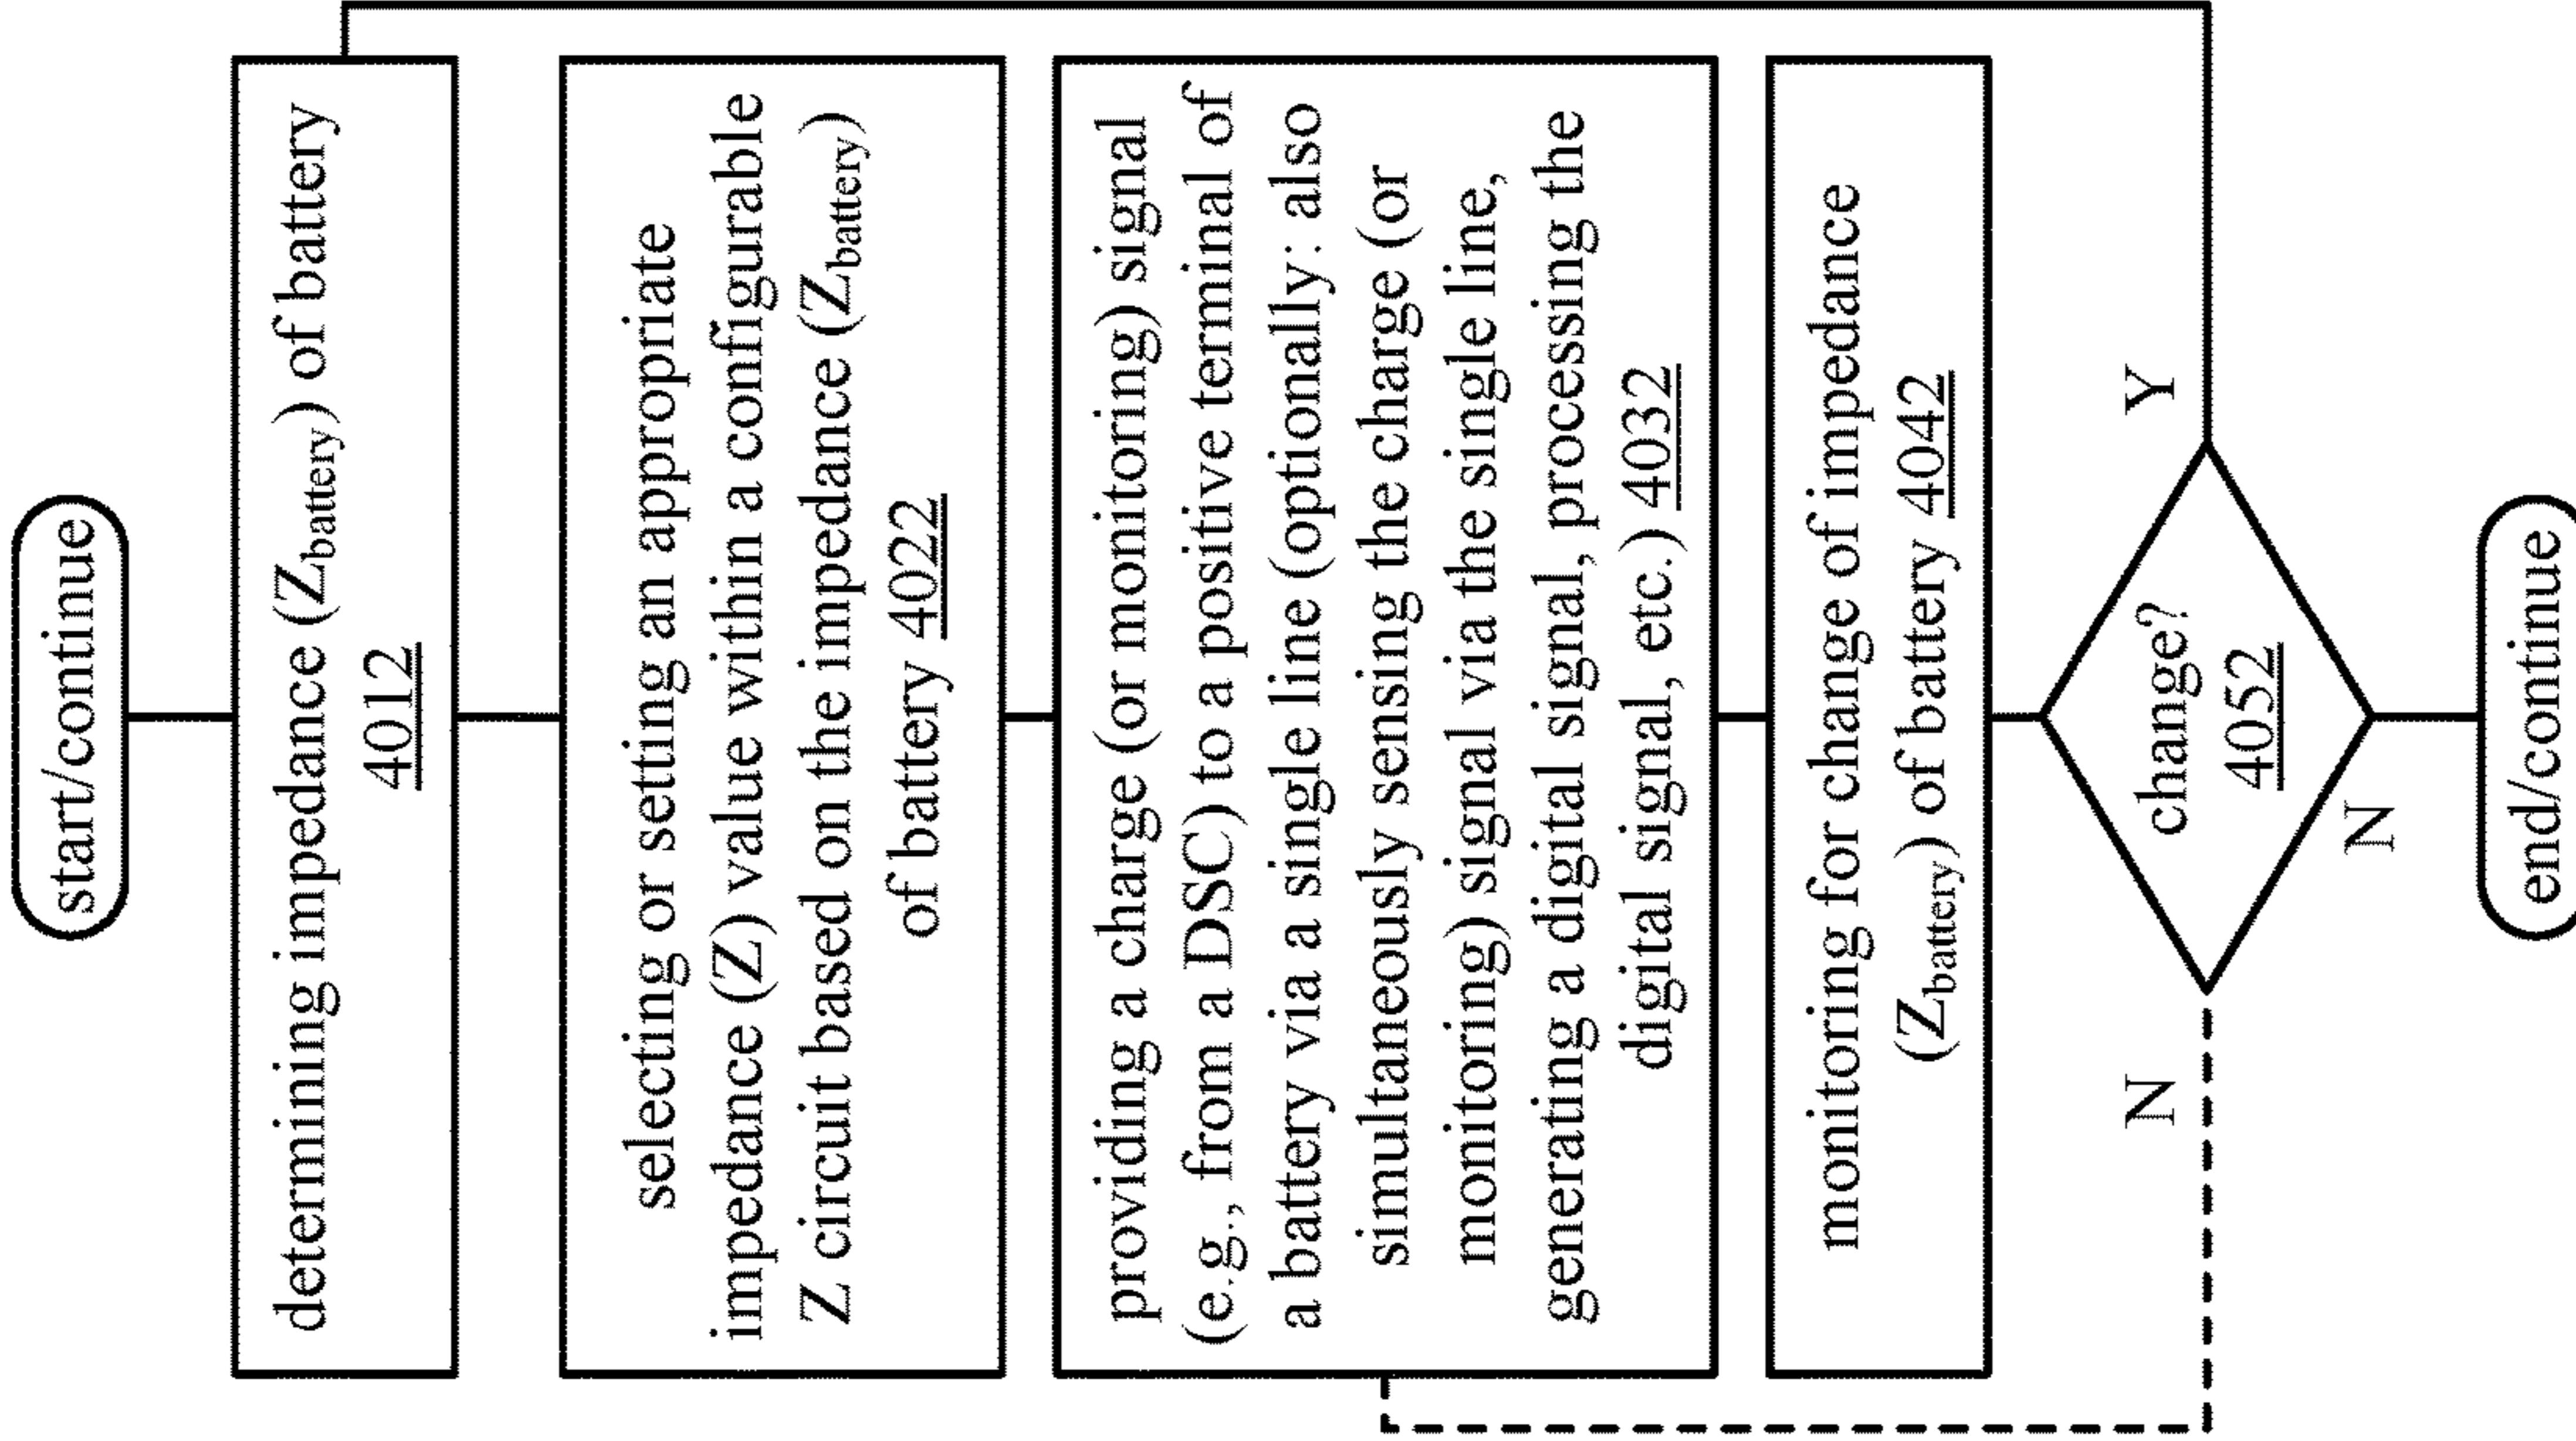 start/continue
determining impedance (Zbattery) of battery
4012
selecting or setting an appropriate
impedance (Z) value within a configurable
Z circuit based on the impedance (Zbattery)
of battery 4022
providing a charge (or monitoring) signal
(e.g., from a DSC) to a positive terminal of
a battery via a single line (optionally: also
simultaneously sensing the charge (or
monitoring) signal via the single line,
generating a digital signal, processing the
digital signal, etc.) 4032
monitoring for change of impedance
(Zbattery) of battery 4042
change?
4052
Y
N
N
end/continue